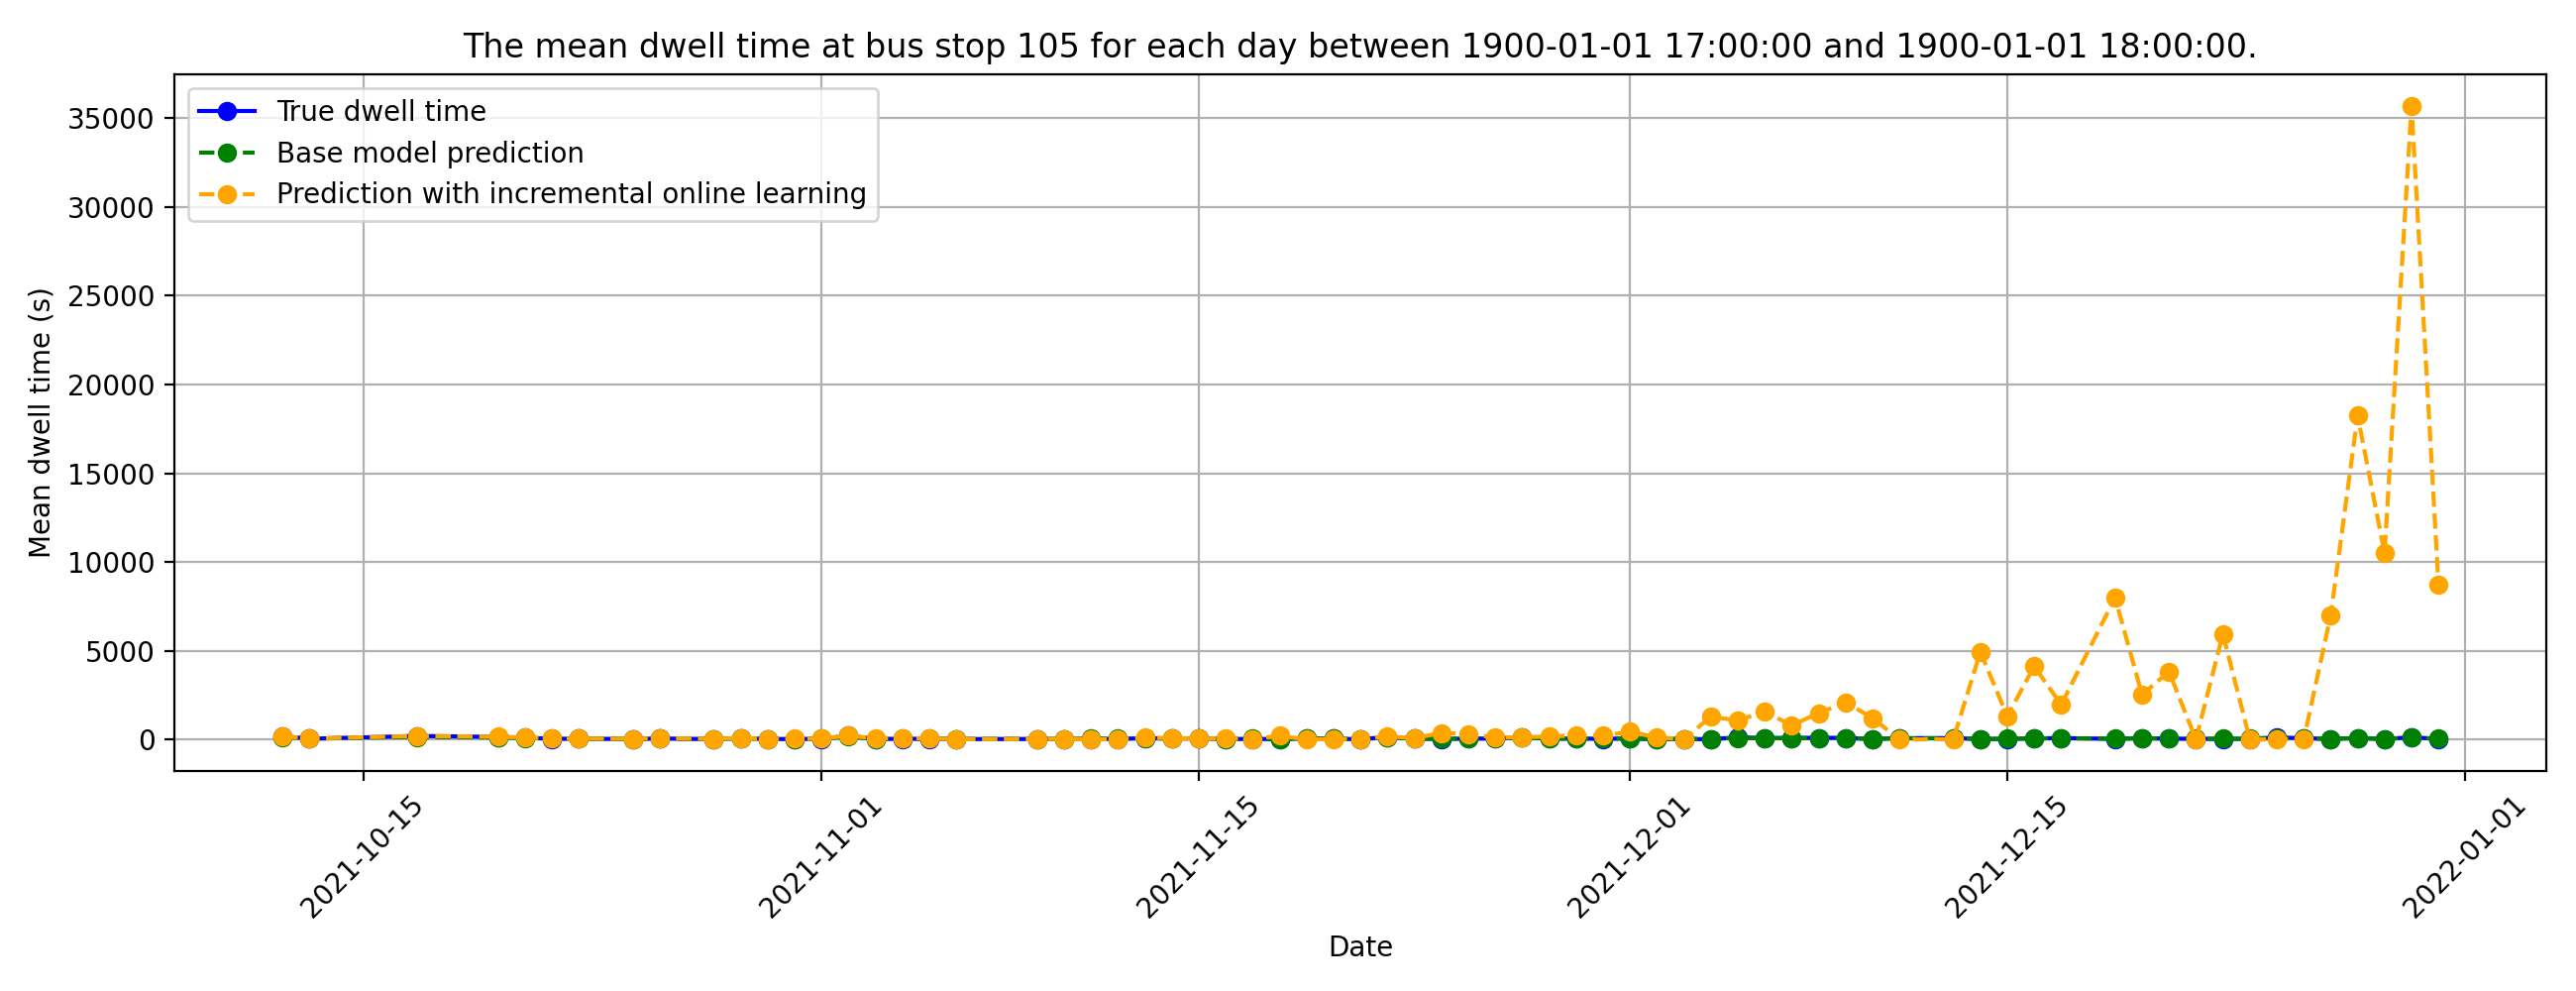 The mean dwell time at bus stop 105 for each day between 1900-01-01 17:00:00 and 1900-01-01 18:00:00.
True dwell time
Base model prediction
Prediction with incremental online learning
Mean dwell time (s)
35000
30000
25000
20000
15000
10000
5000
0
2021-10-15
2021-11-01
2021-11-15
2021-12-01
2021-12-15
2022-01-01
Date